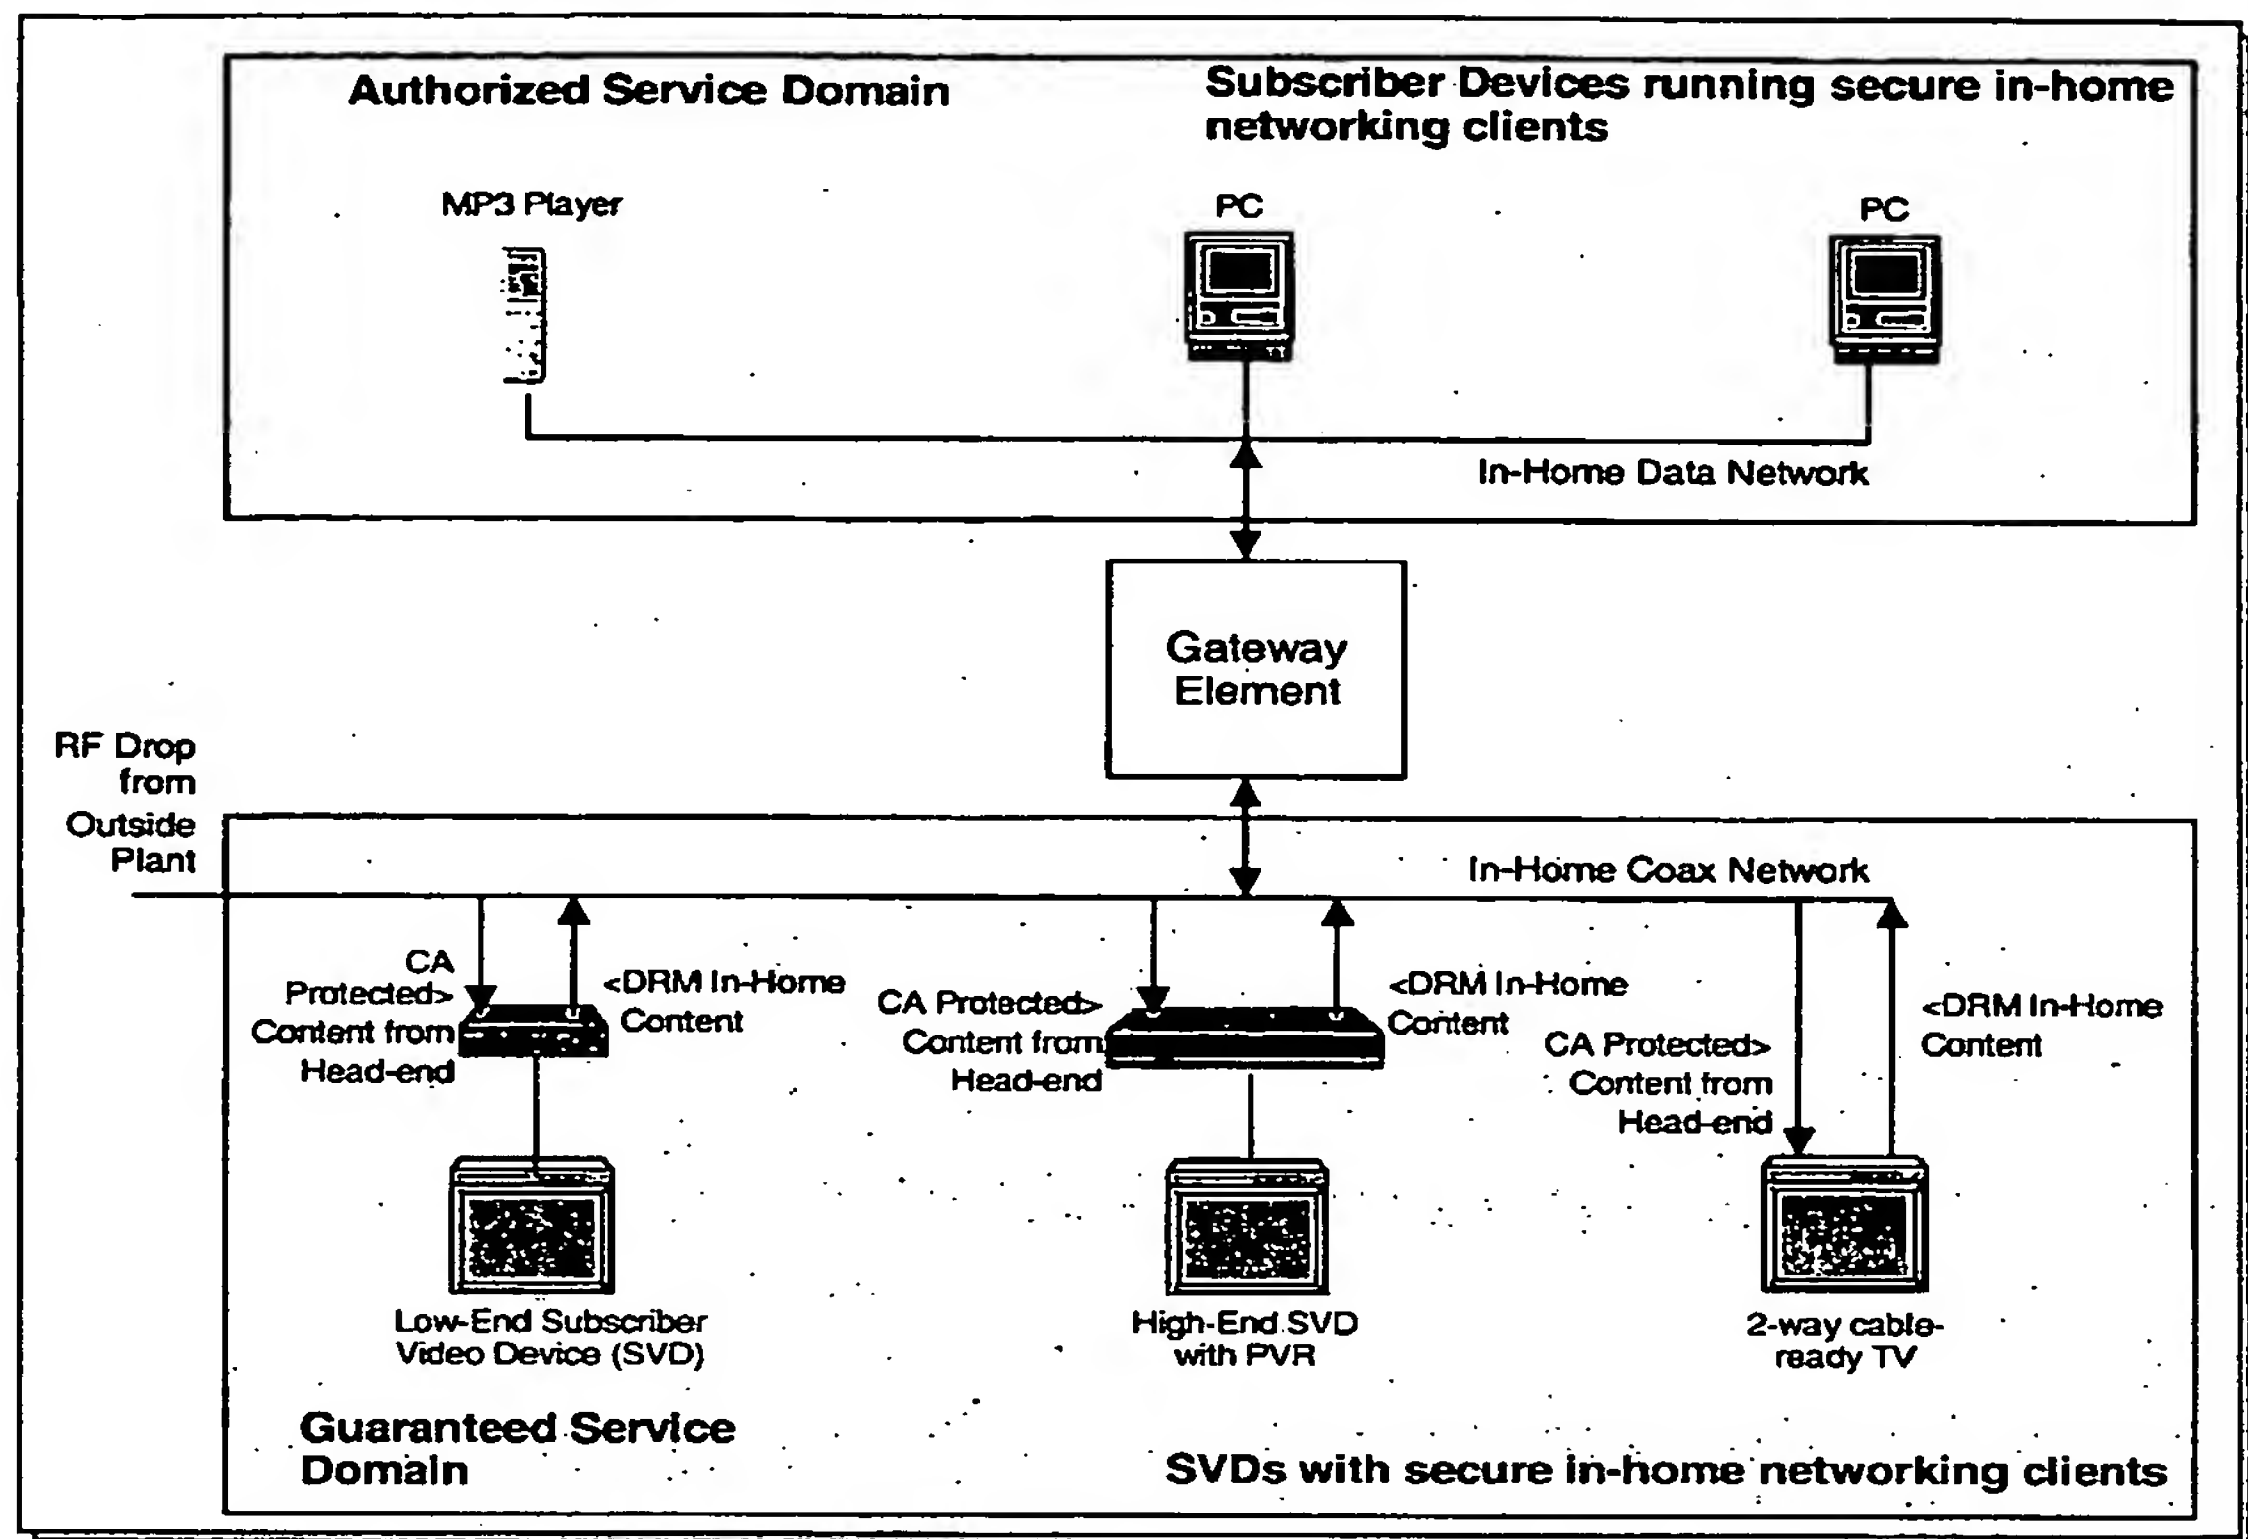 Authorized Service Domain
Subscriber Devices running secure in-home
networking clients
MP3 Player
PC
PC
In-Home Data Network
Gateway
Element
RF Drop
from
Outside
Plant
In-Home Coax Network
CA
Protected>
Content from
Head-end
<DRM In-Home
Content
CA Protected>
Content from
Head-end
<DRM In-Home
Content
CA Protected>
Content from
Head-end
<DRM In-Home
Content
Low-End Subscriber
Video Device (SVD)
High-End SVD
with PVR
2-way cable-
ready TV
Guaranteed Service
Domain
SVDs with secure in-home networking clients